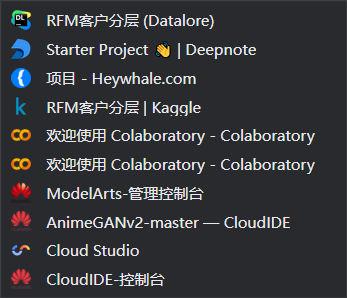 RFM客户分层 (Datalore)
Starter Project 👋 | Deepnote
项目 - Heywhale.com
RFM客户分层 | Kaggle
欢迎使用 Colaboratory - Colaboratory
欢迎使用 Colaboratory - Colaboratory
ModelArts-管理控制台
AnimeGANv2-master — CloudIDE
Cloud Studio
CloudIDE-控制台